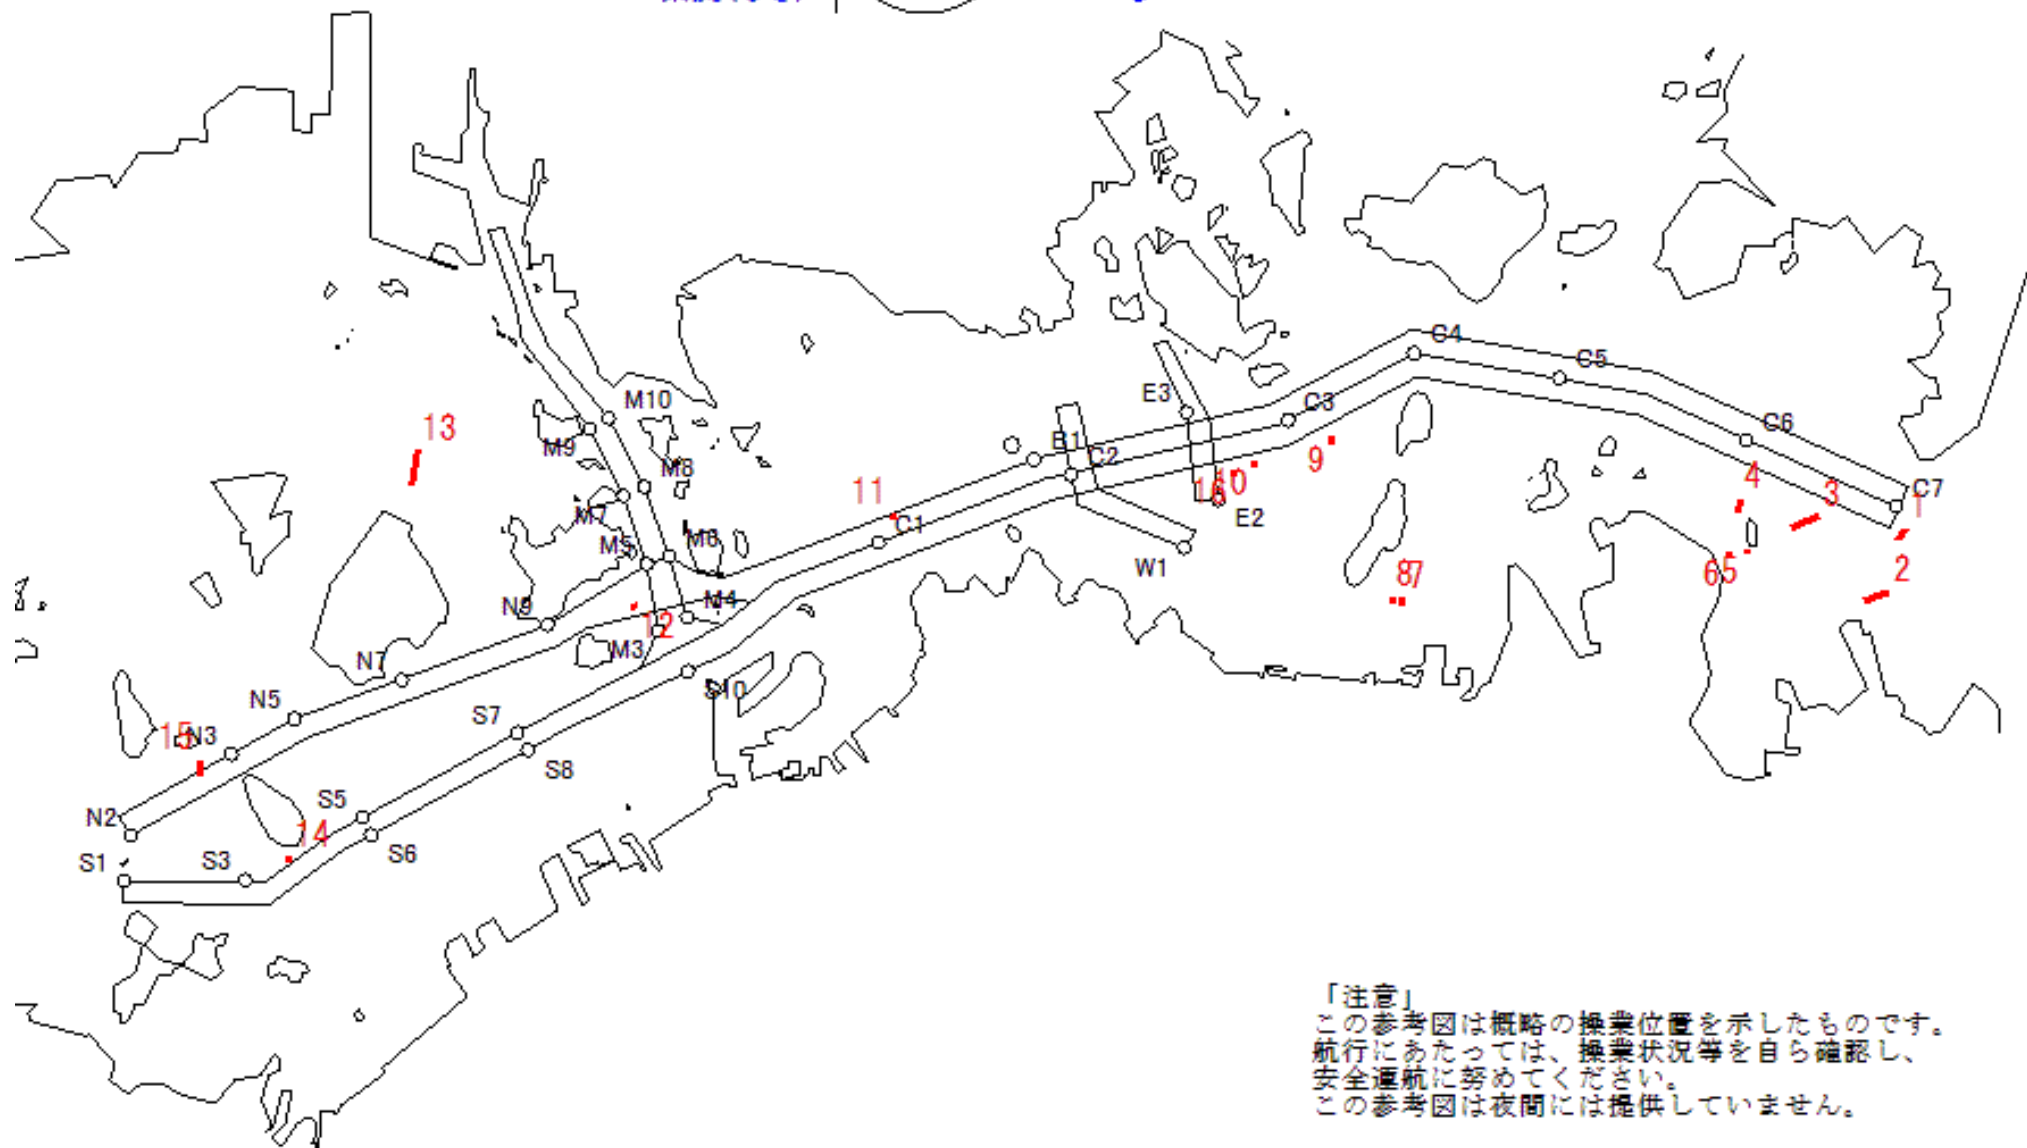 C4
C5
M10
E3
C3
13
C6
M9
B1
M8
C2
9
4
11
10
16
3
C7
1
M7
E2
C1
M5
M6
W1
2
8
7
6
5
N9
M4
12
M3
N7
S10
N5
S7
15
N3
S8
S5
N2
14
S1
S3
S6
「注意」
この参考図は概略の操業位置を示したものです。
航行にあたっては、操業状況等を自ら確認し、
安全運航に努めてください。
この参考図は夜間には提供していません。